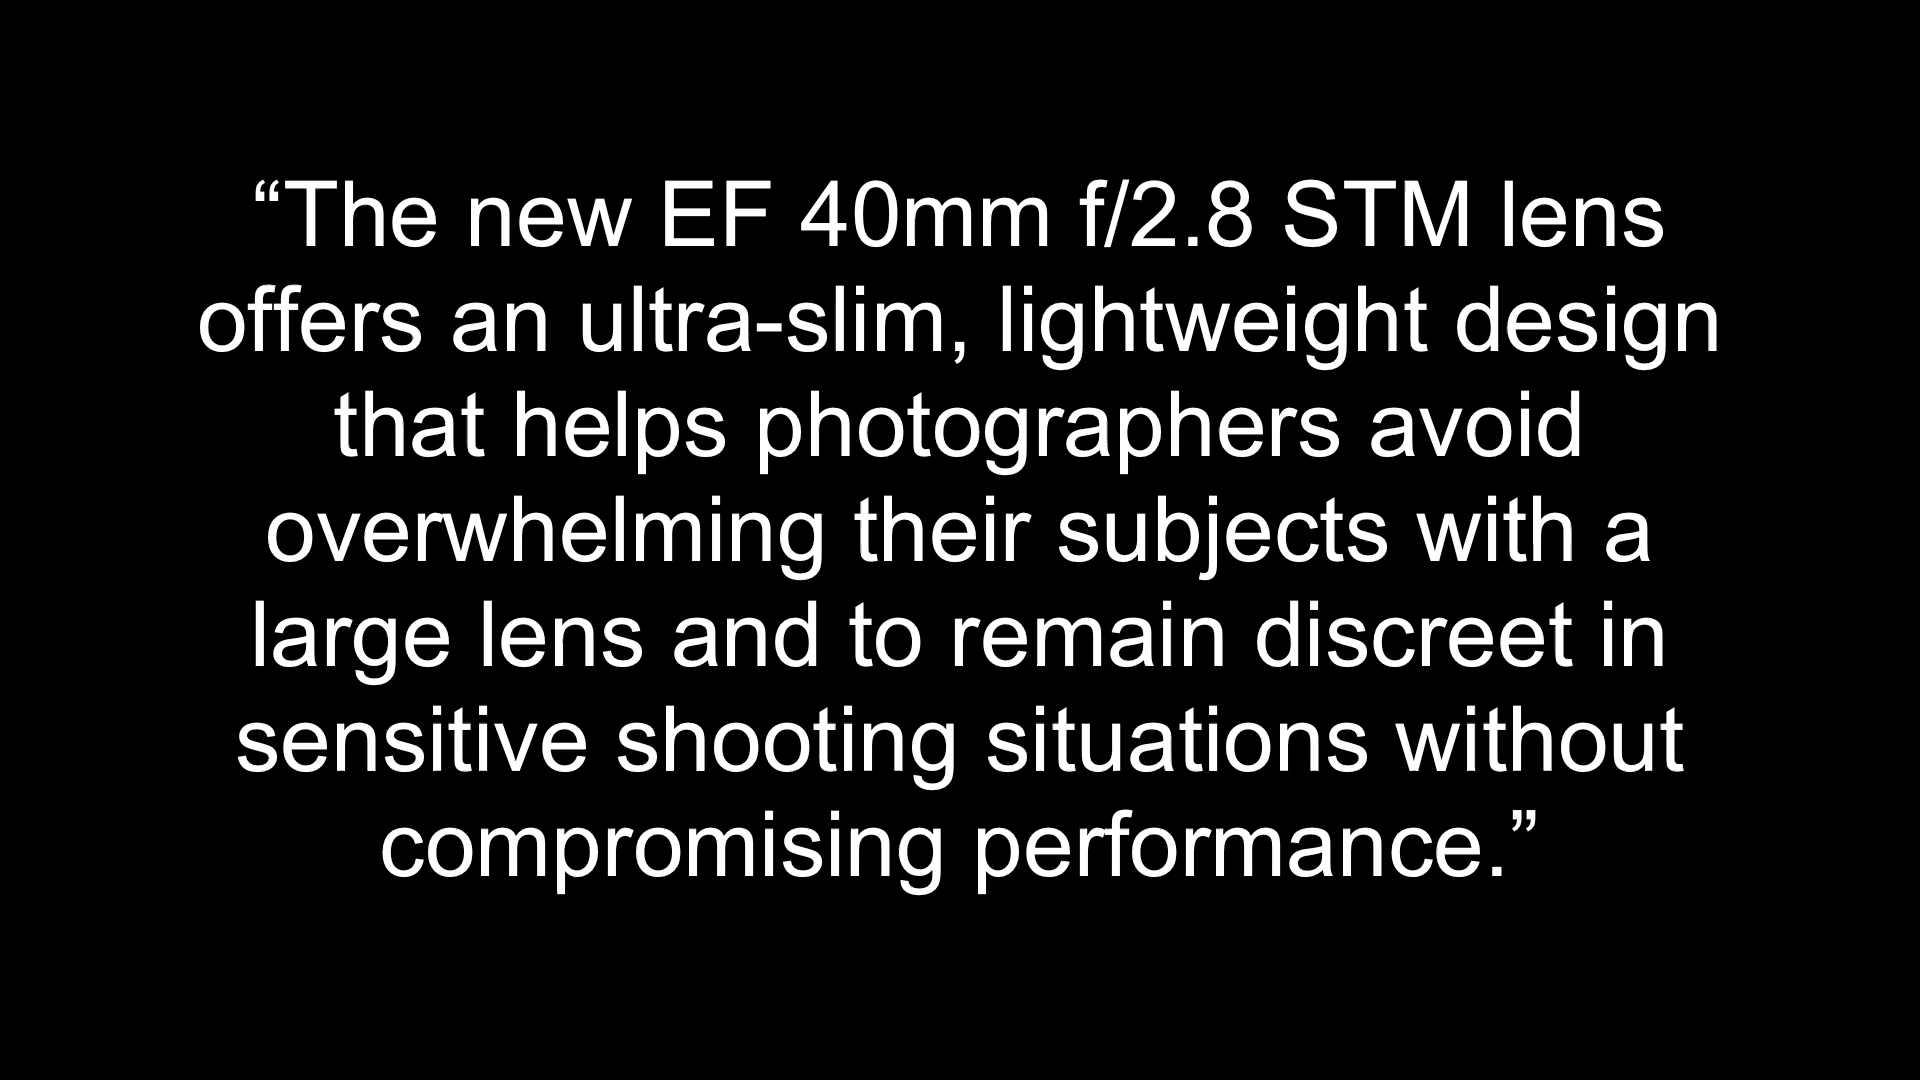 “The new EF 40mm f/2.8 STM lens
offers an ultra-slim, lightweight design
that helps photographers avoid
overwhelming their subjects with a
large lens and to remain discreet in
sensitive shooting situations without
compromising performance.”